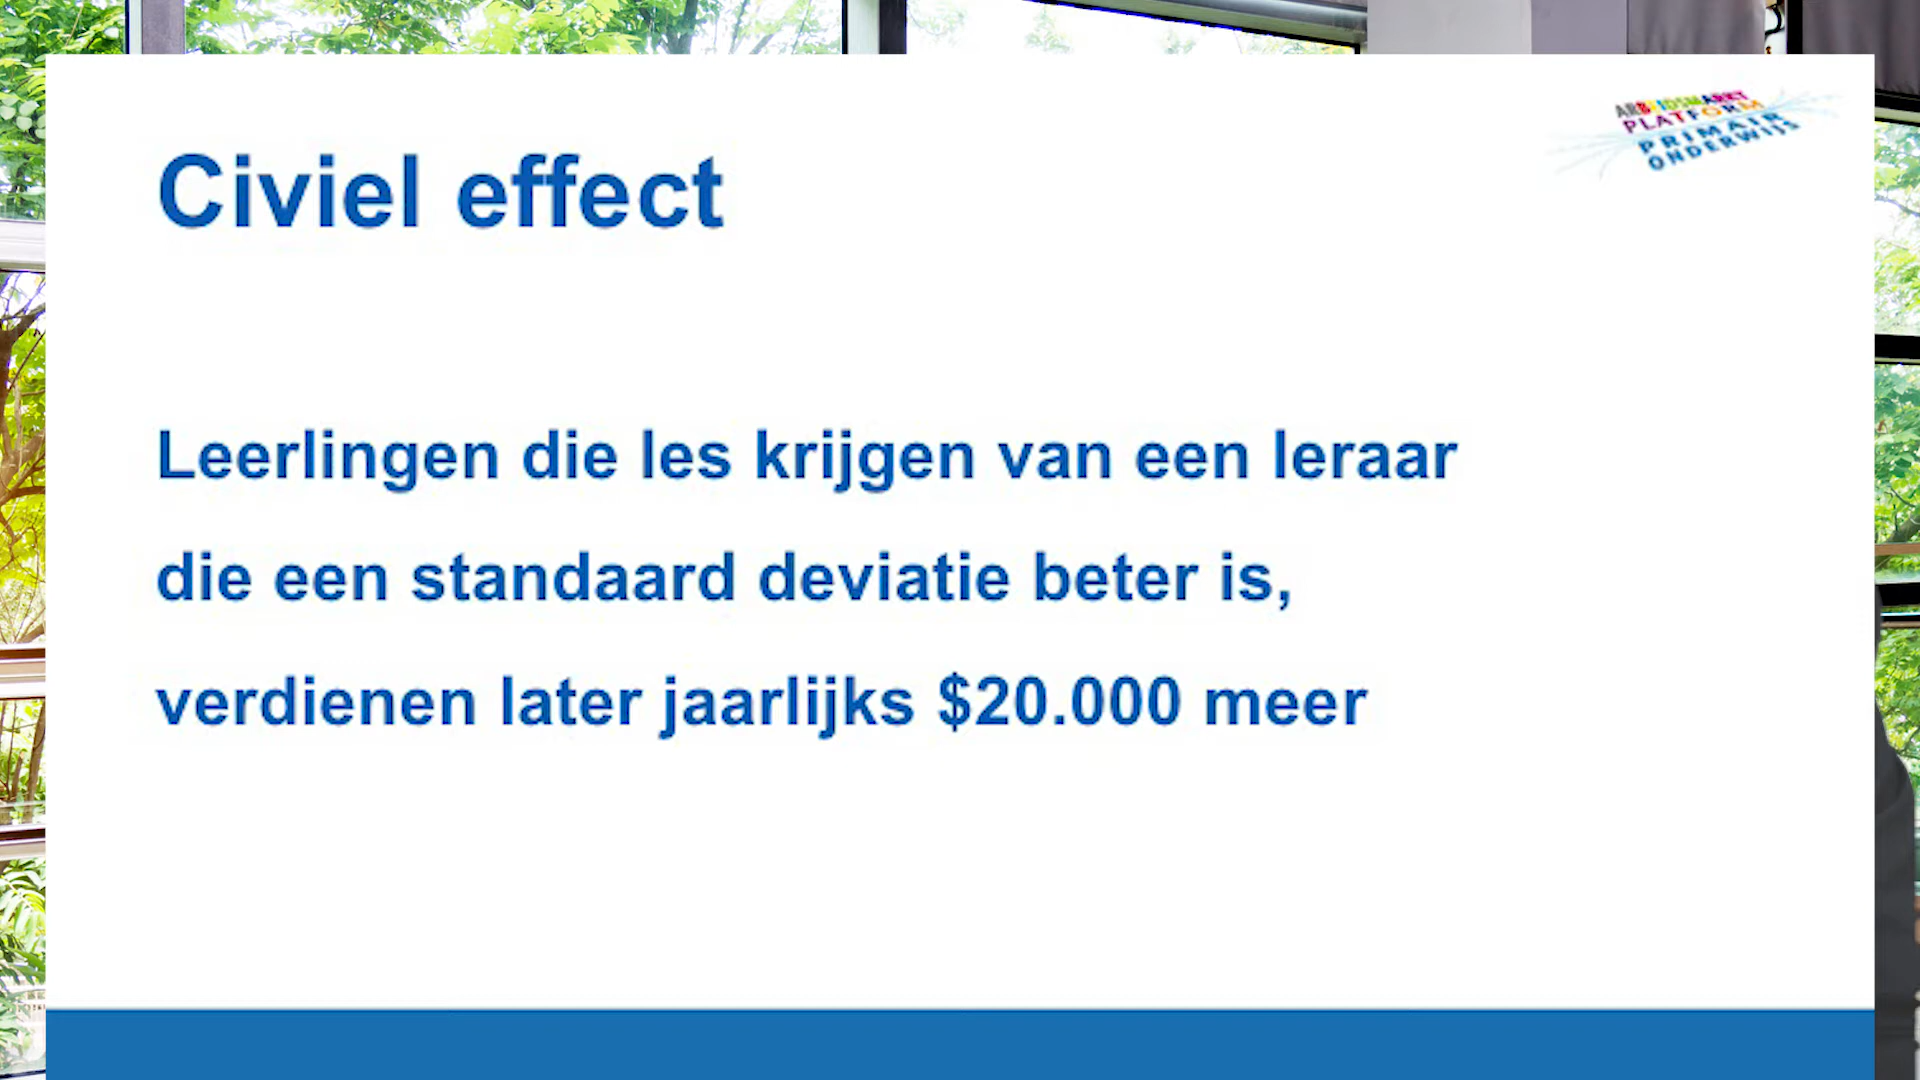 ARBEIDSMARKT
PLATFORM
PRIMAIR
ONDERWIJS
Civiel effect
Leerlingen die les krijgen van een leraar
die een standaard deviatie beter is,
verdienen later jaarlijks $20.000 meer